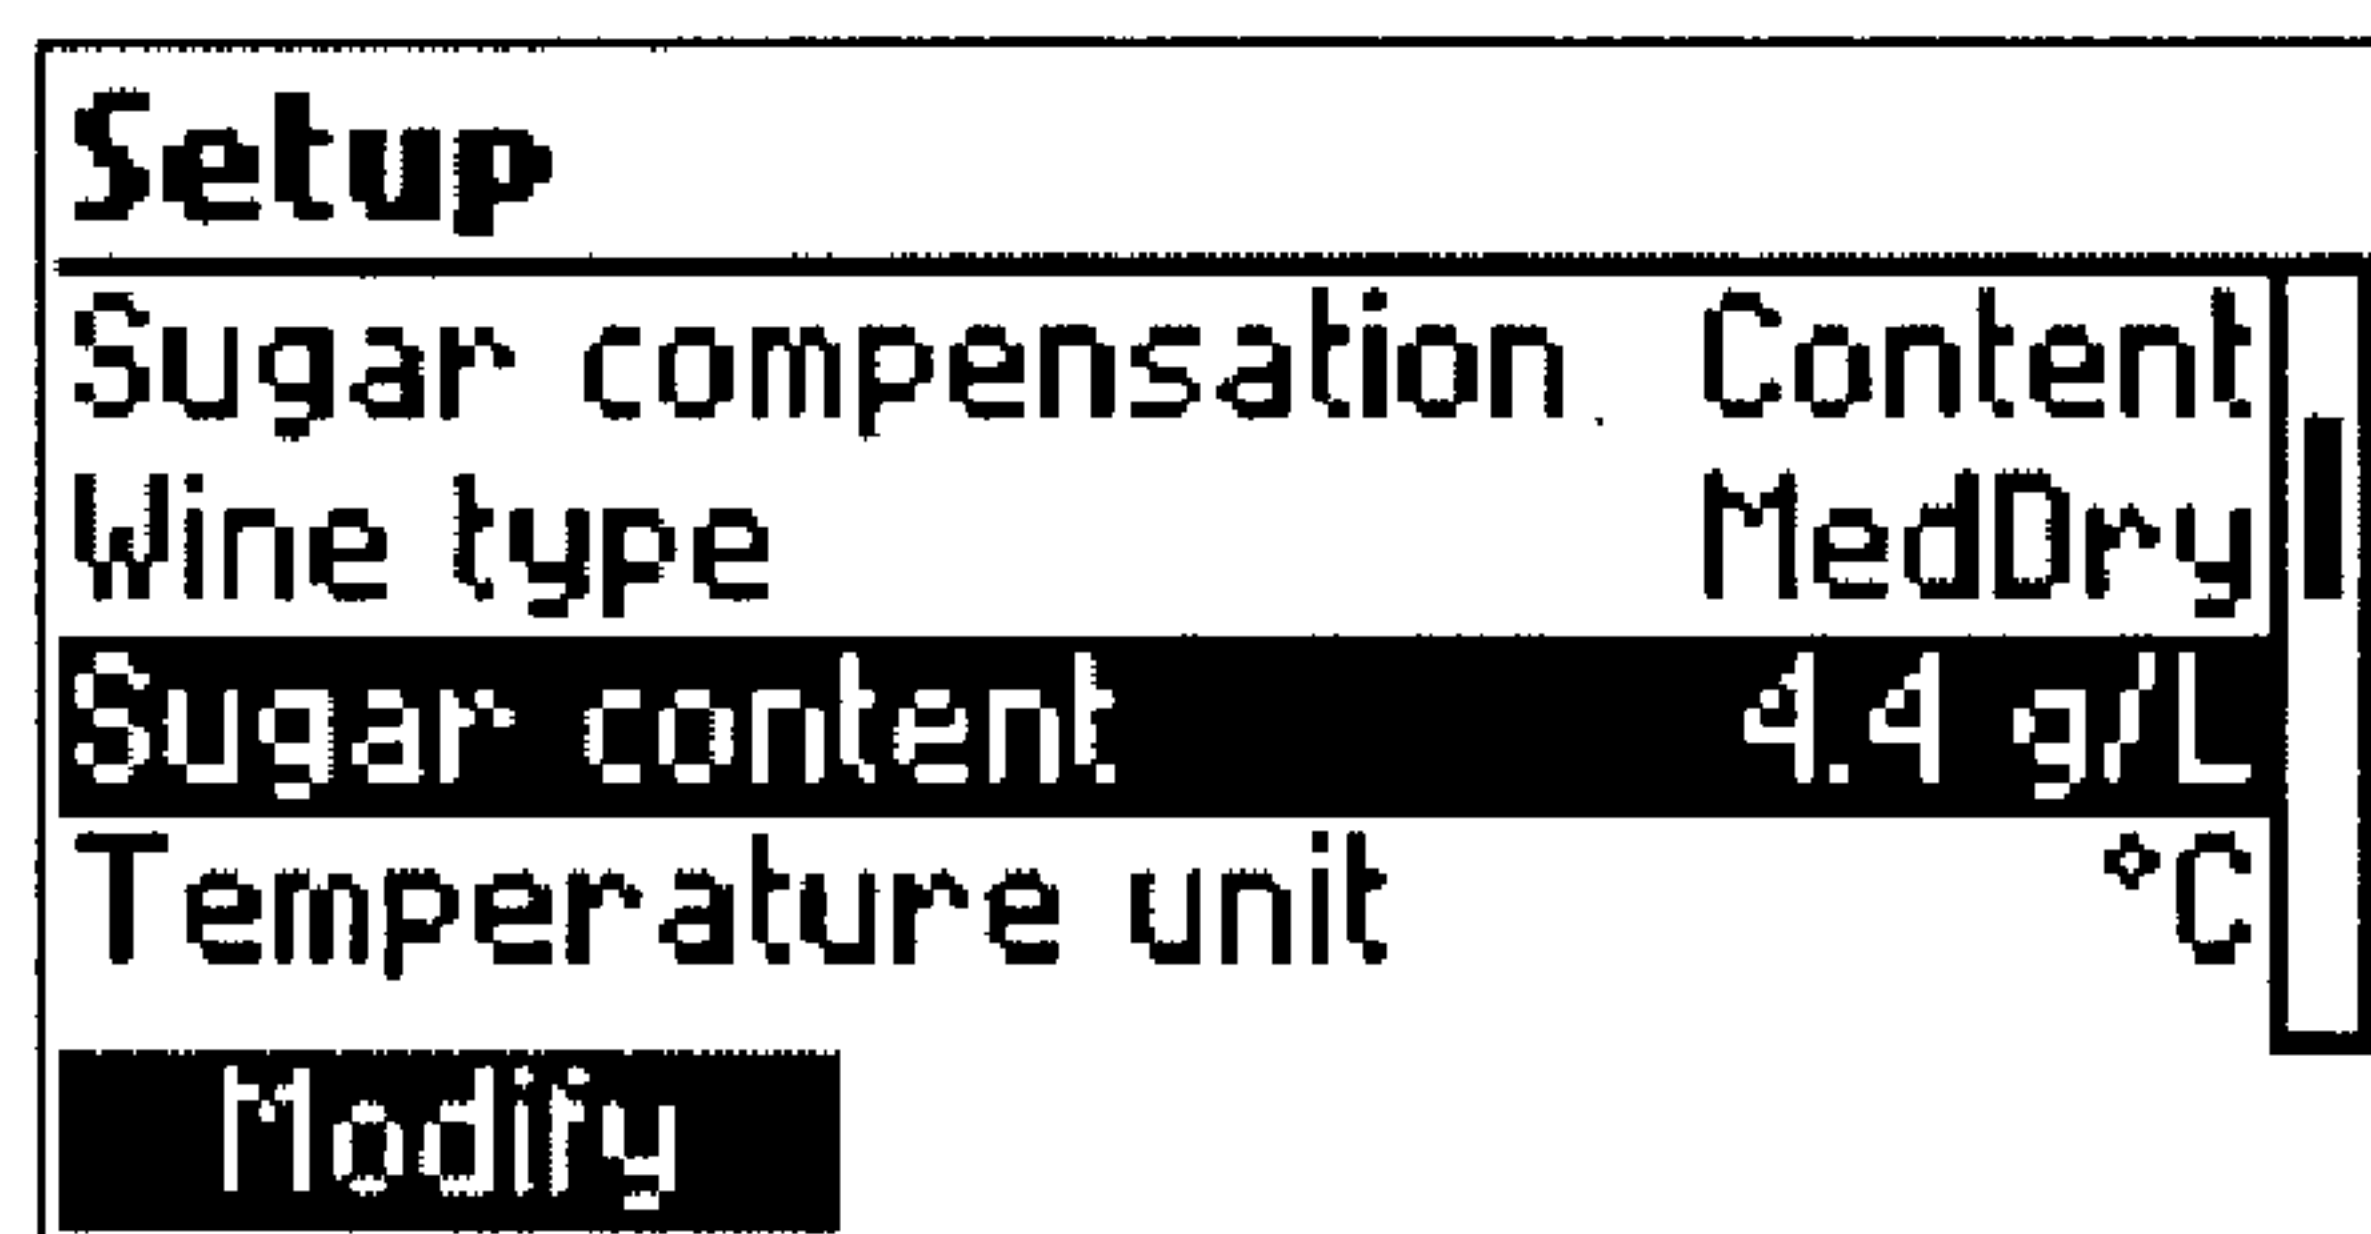 Setup
Sugar compensation Content
Wine type MedDry
Sugar content 4.4 g/L
Temperature unit °C
Modify